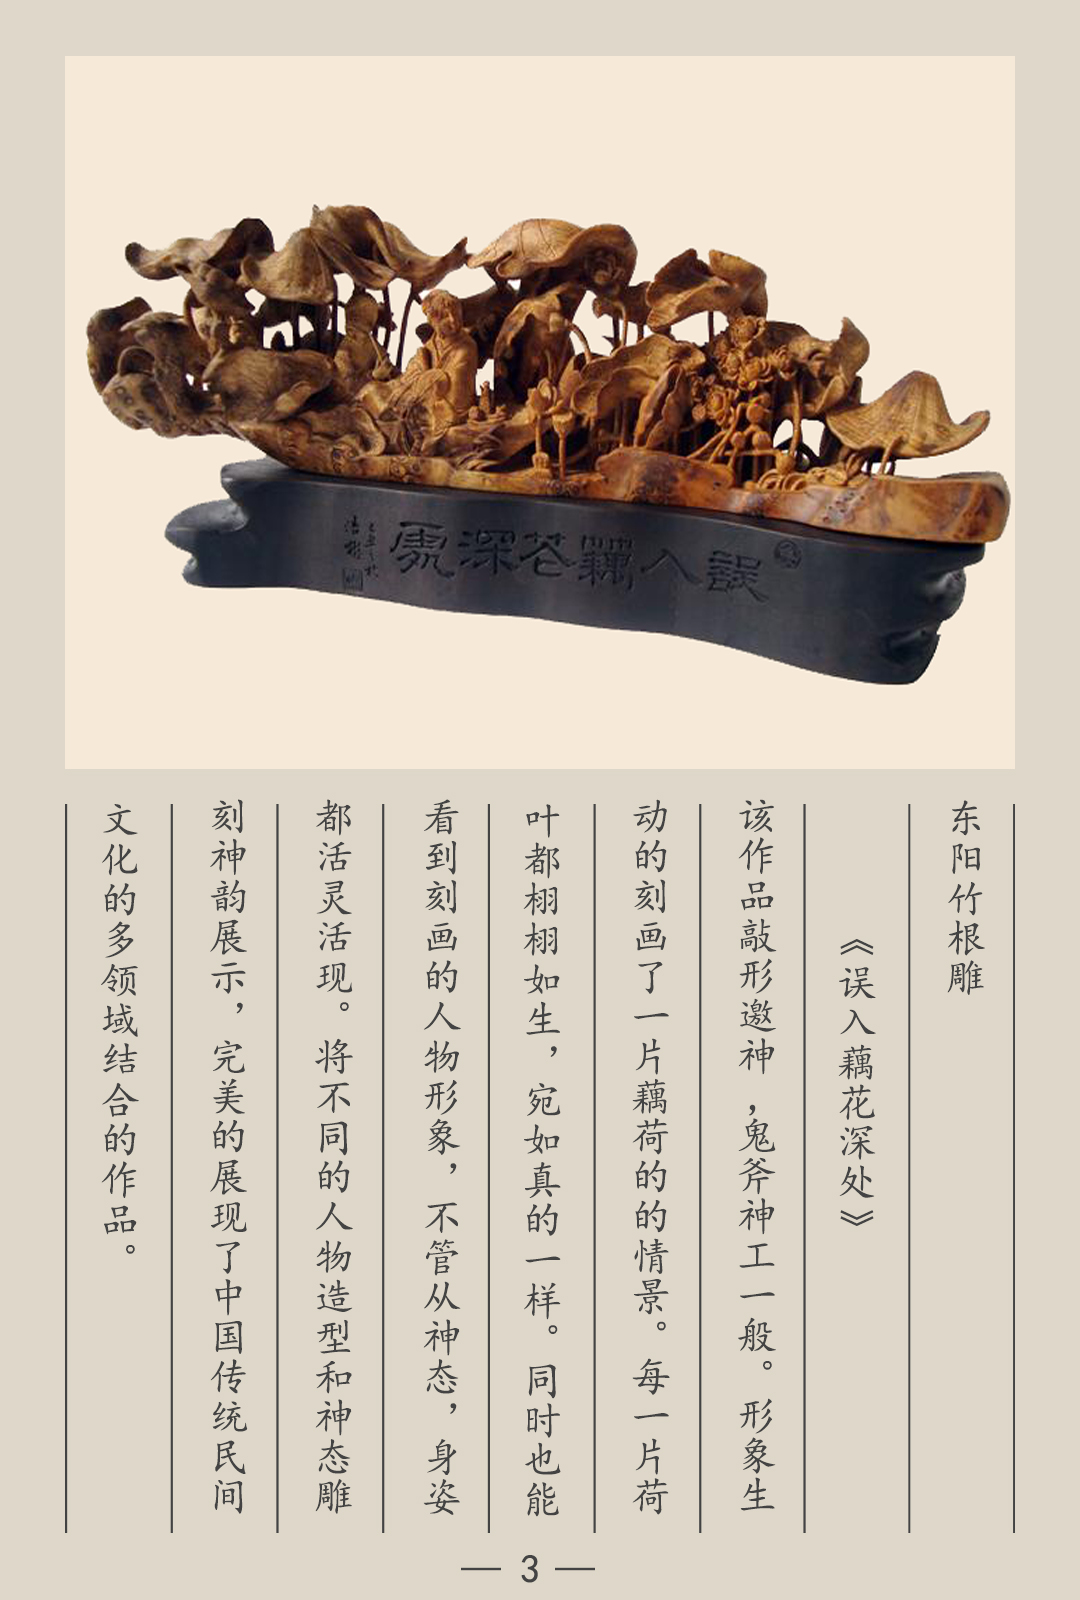 誤入藕花深處
东阳竹根雕
《误入藕花深处》
该作品敲形邀神,鬼斧神工一般。形象生
动的刻画了一片藕荷的的情景。每一片荷
叶都栩栩如生,宛如真的一样。同时也能
看到刻画的人物形象,不管从神态,身姿
都活灵活现。将不同的人物造型和神态雕
刻神韵展示,完美的展现了中国传统民间
文化的多领域结合的作品。
3